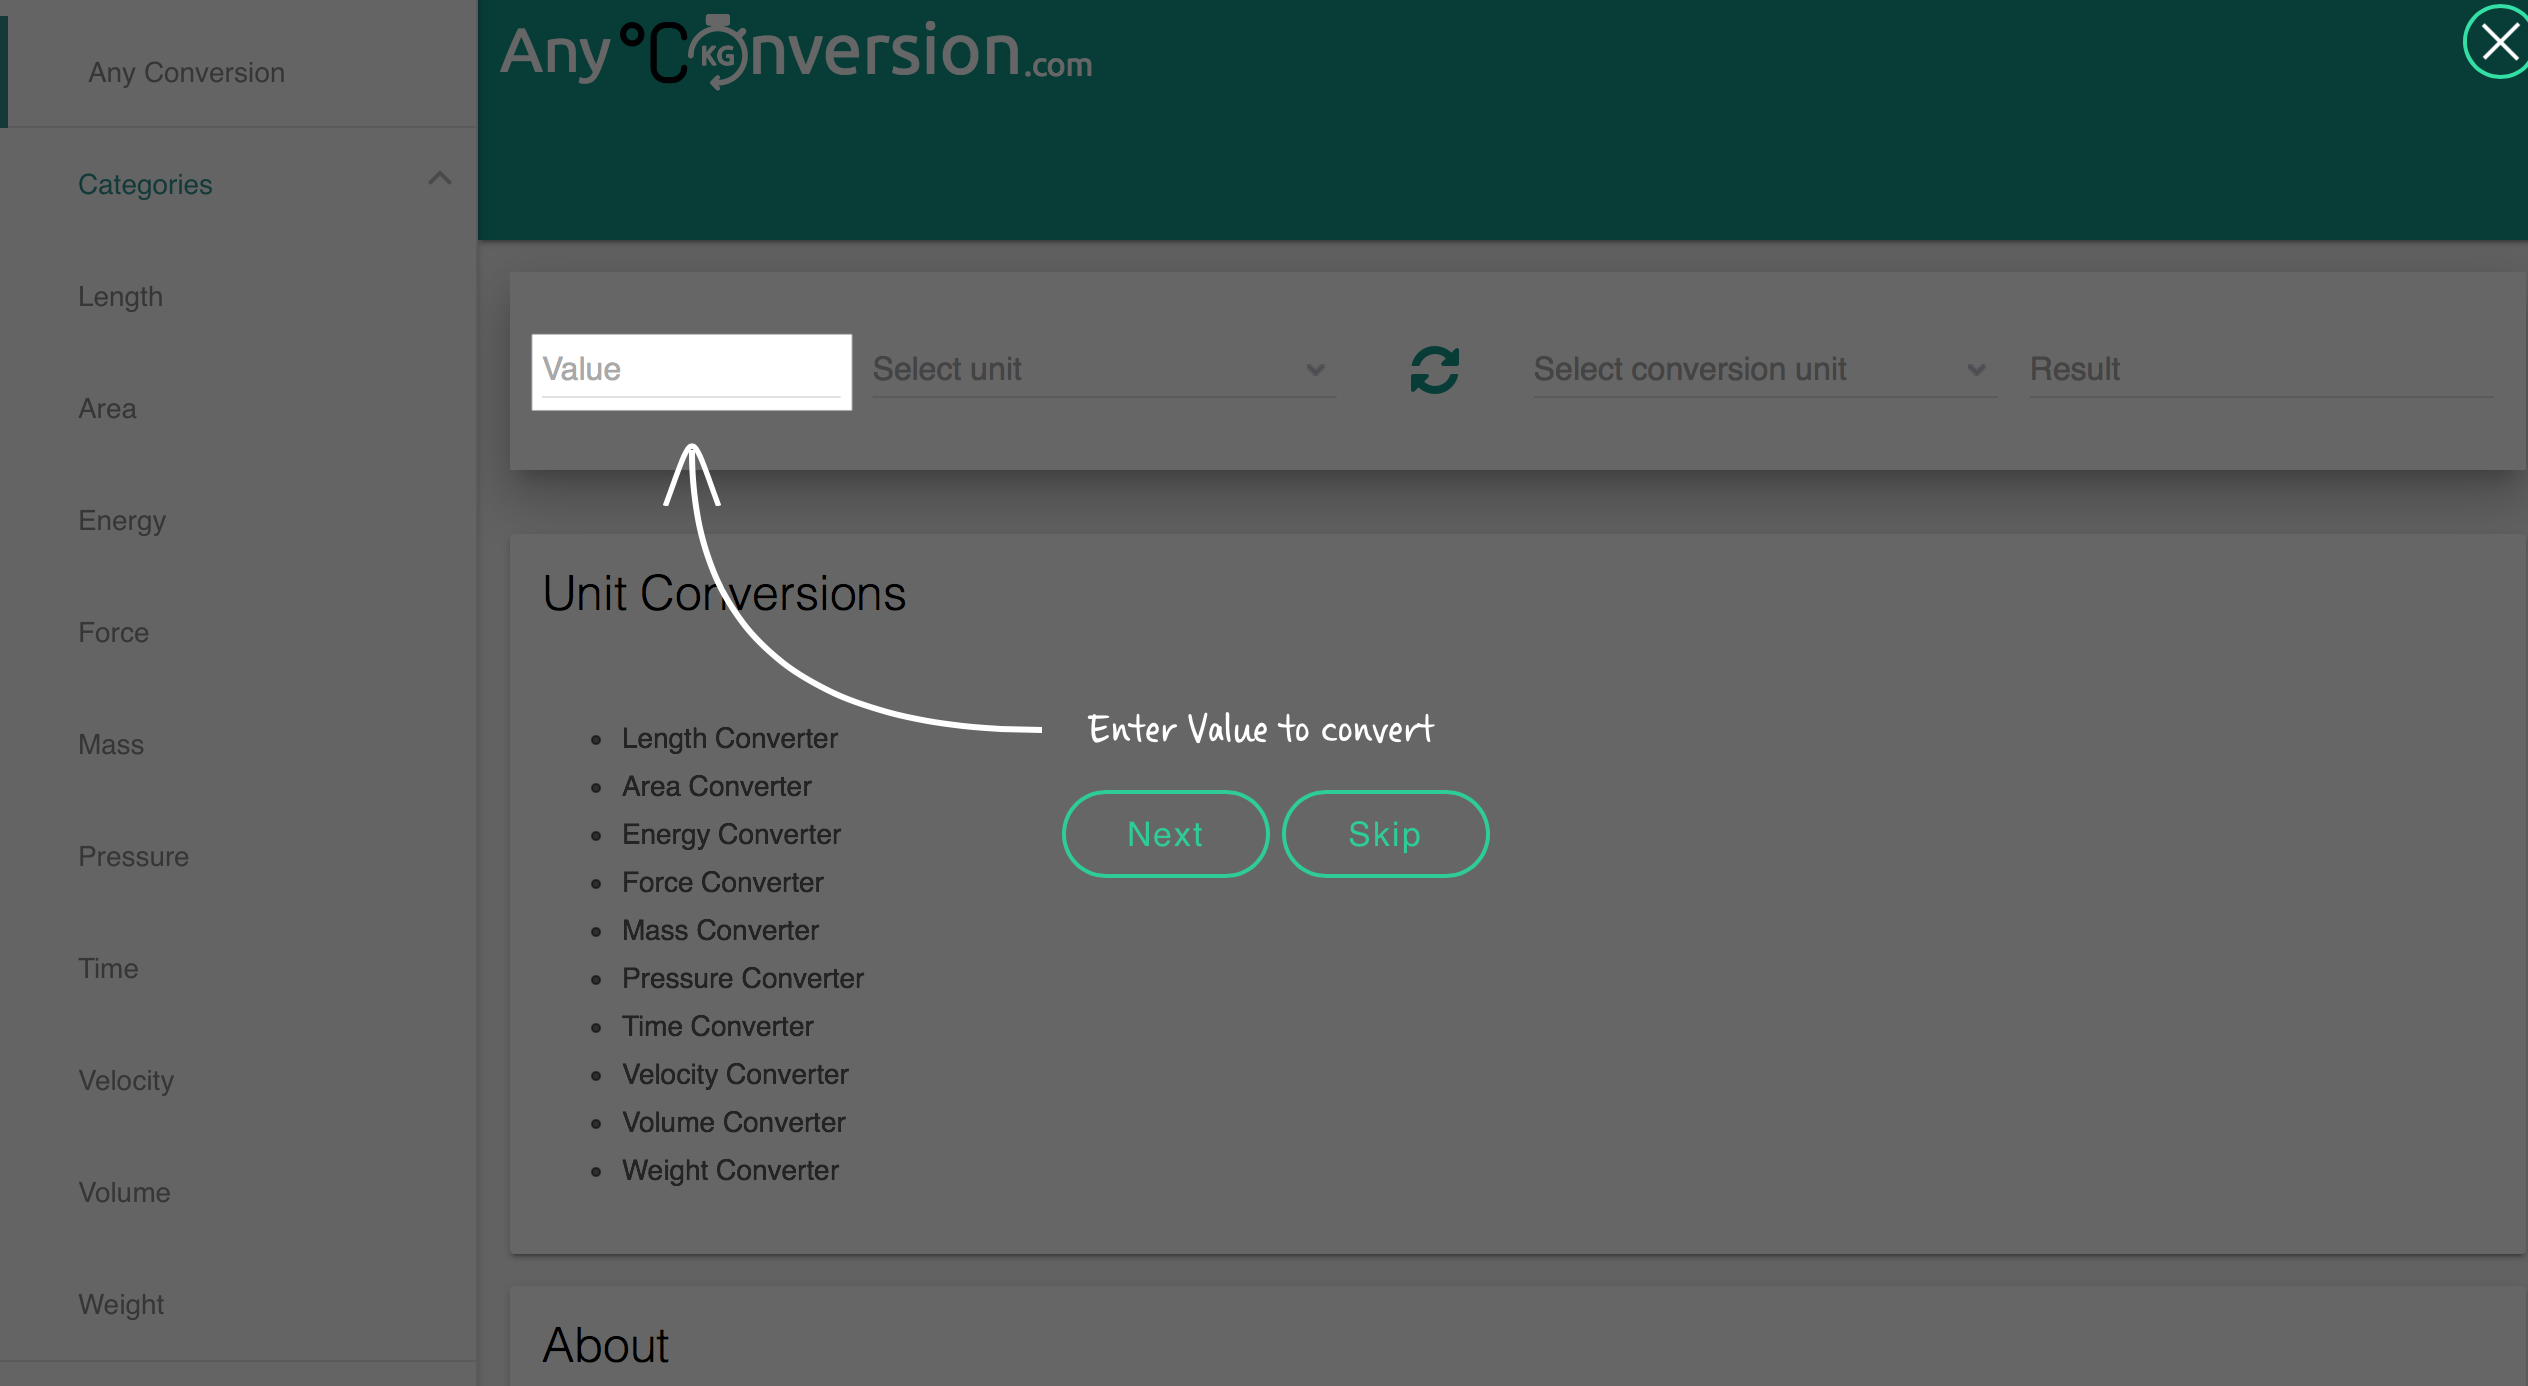 Any Conversion
Categories
Length
Area
Energy
Force
Mass
Pressure
Time
Velocity
Volume
Weight
Any °CKGnversion.com
Value
Select unit
Select conversion unit
Result
Unit Conversions
Length Converter
Area Converter
Energy Converter
Force Converter
Mass Converter
Pressure Converter
Time Converter
Velocity Converter
Volume Converter
Weight Converter
Enter Value to convert
Next
Skip
About